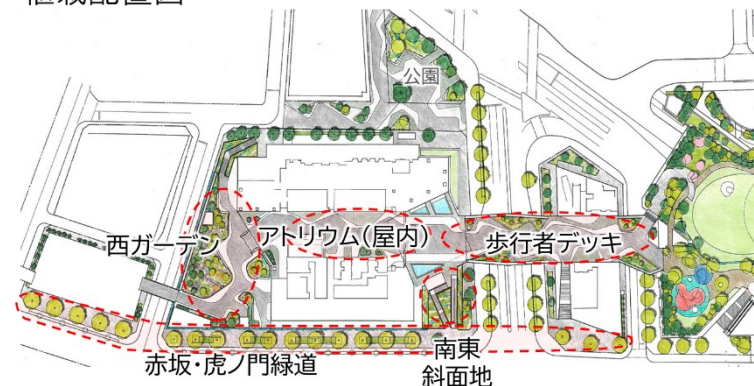 植栽配置図
公園
西ガーデン
アトリウム(屋内)
歩行者デッキ
赤坂・虎ノ門緑道
南東
斜面地